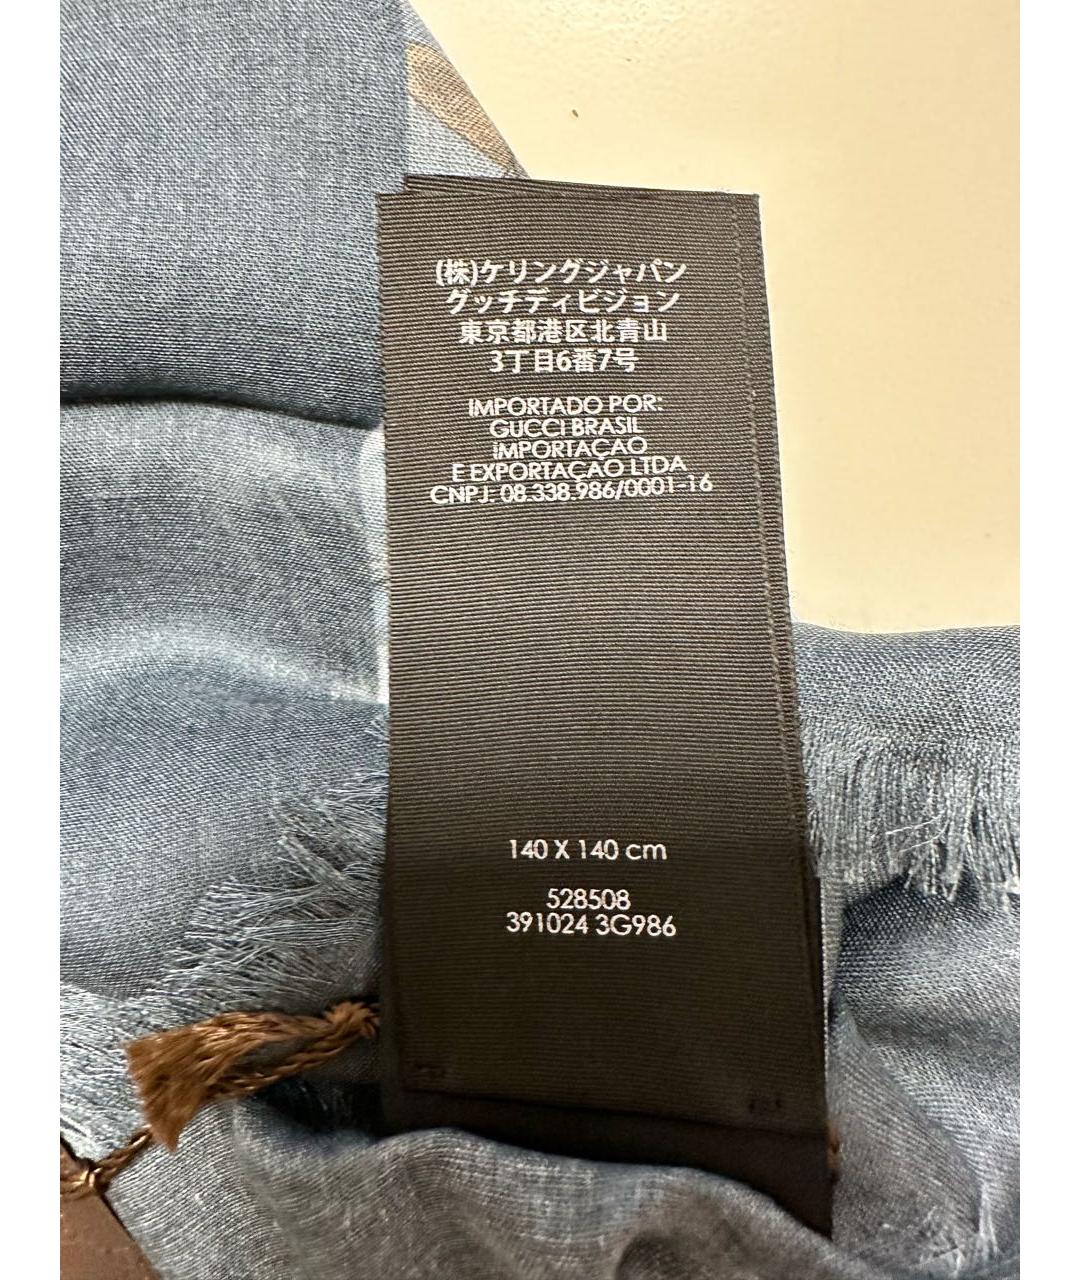 (株)ケリングジャパン
グッチディビジョン
東京都港区北青山
3丁目6番7号
IMPORTADO POR:
GUCCI BRASIL
IMPORTAÇAO
E EXPORTAÇAO LTDA
CNPJ: 08.338.986/0001-16
140 X 140 cm
528508
391024 3G986